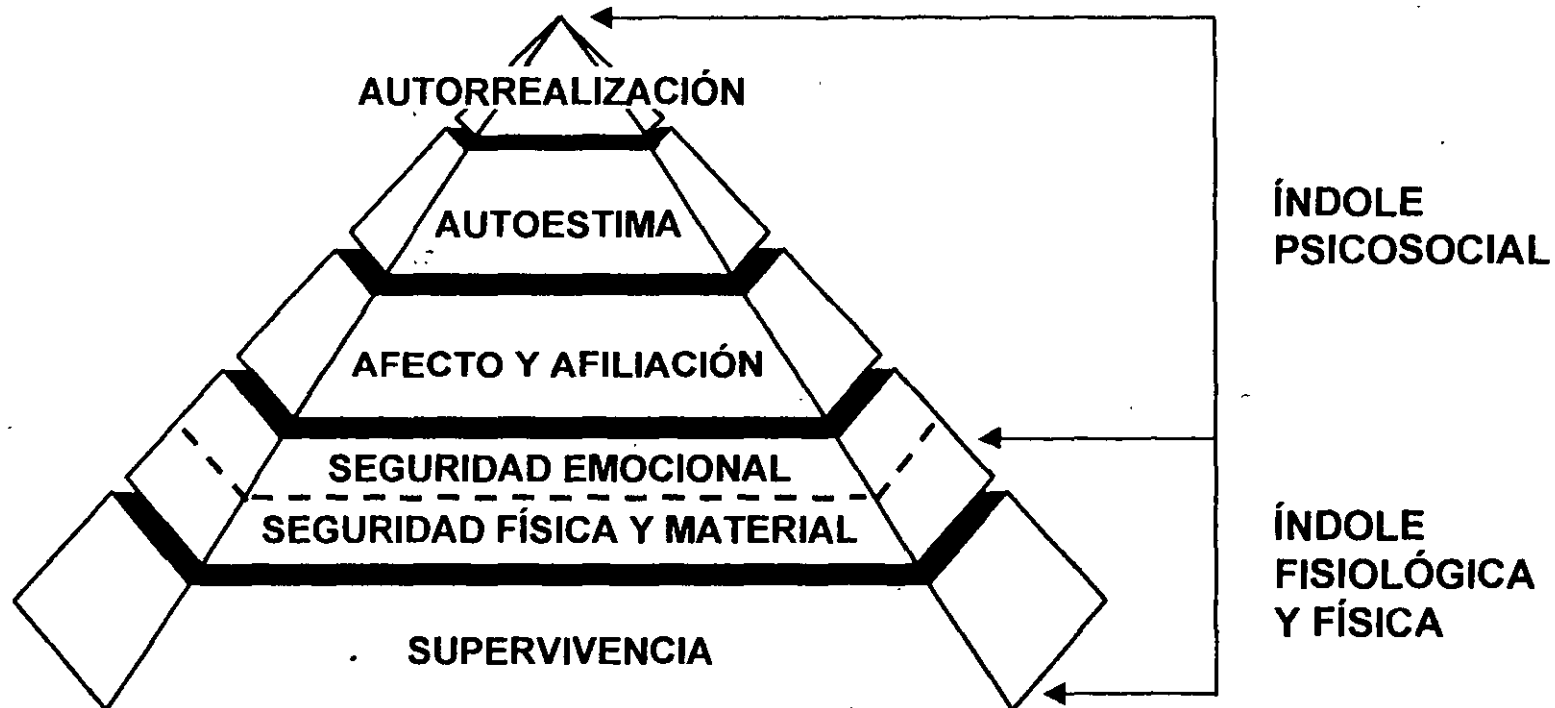 AUTORREALIZACIÓN
AUTOESTIMA
AFECTO Y AFILIACIÓN
SEGURIDAD EMOCIONAL
SEGURIDAD FÍSICA Y MATERIAL
SUPERVIVENCIA
ÍNDOLE
PSICOSOCIAL
ÍNDOLE
FISIOLÓGICA
Y FÍSICA